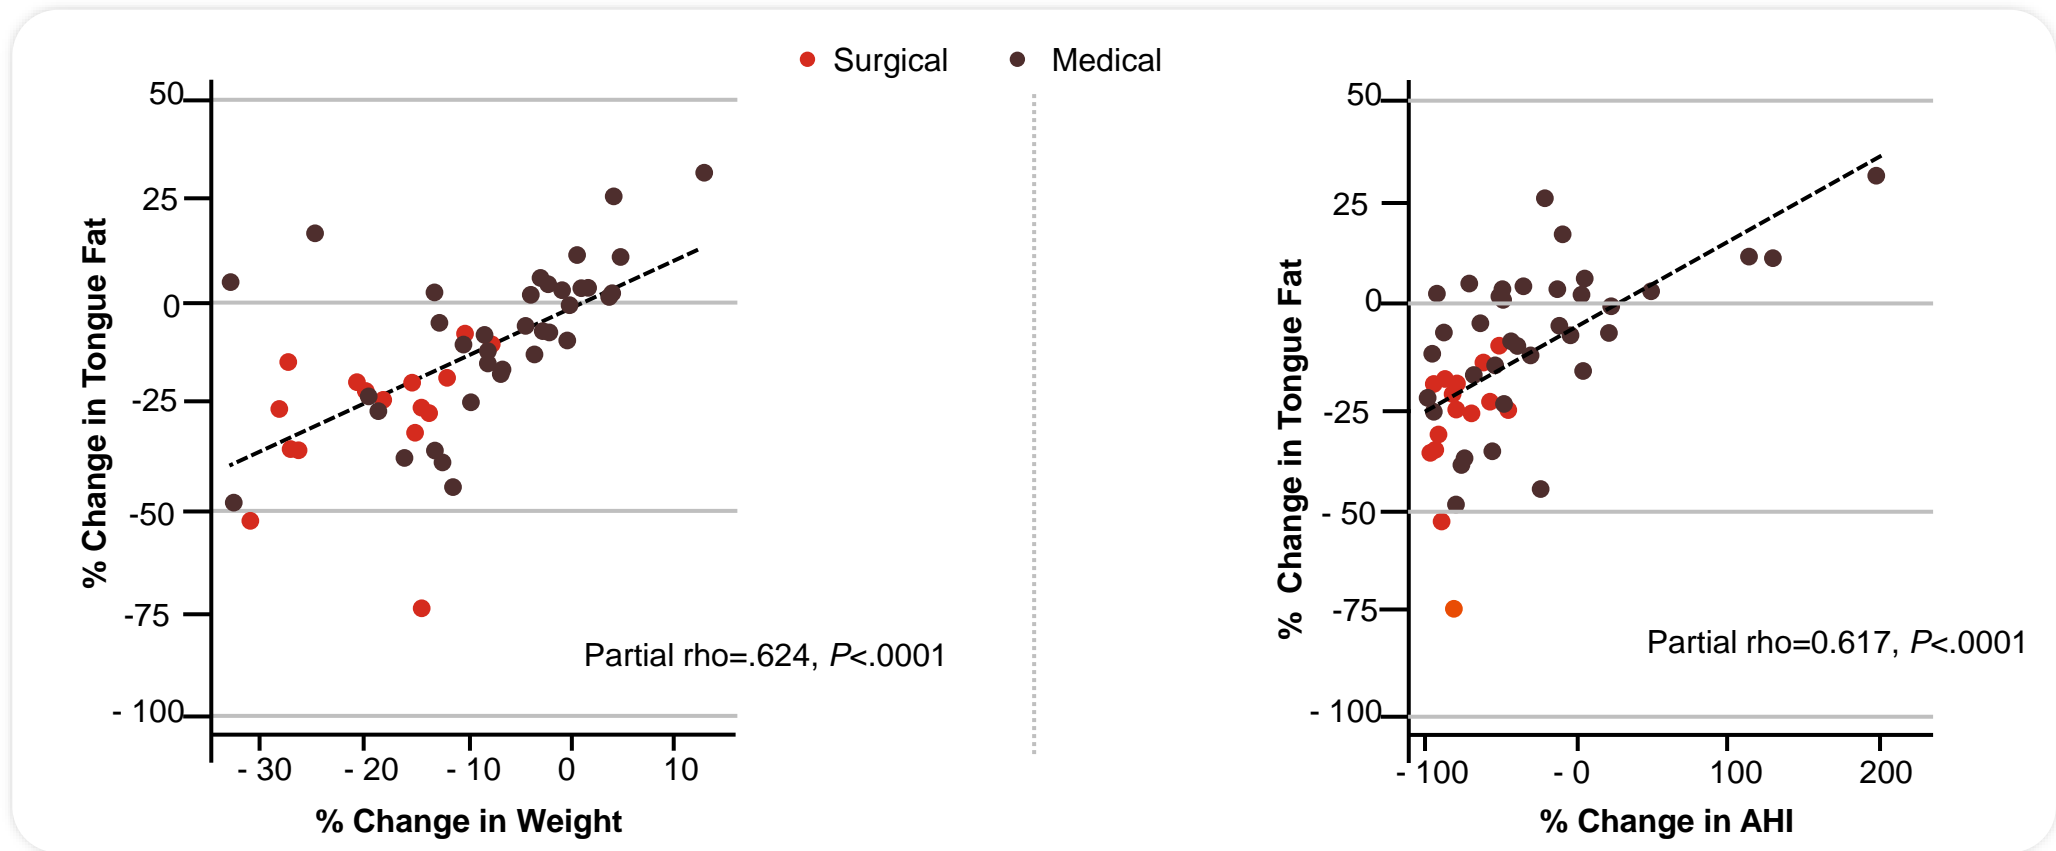 Surgical
Medical
50
25
0
-25
-50
-75
- 100
% Change in Tongue Fat
- 30
- 20
- 10
0
10
% Change in Weight
Partial rho=.624, P<.0001
50
25
0
-25
- 50
-75
- 100
% Change in Tongue Fat
- 100
- 0
100
200
% Change in AHI
Partial rho=0.617, P<.0001